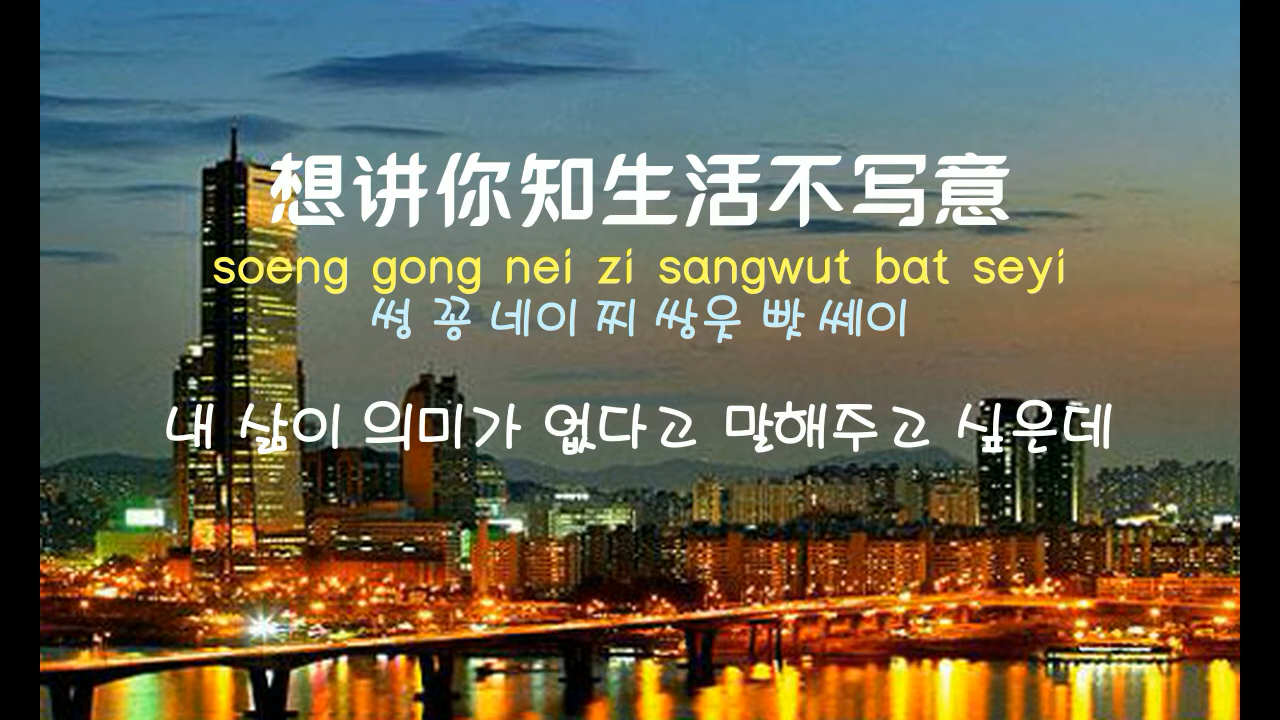 想讲你知生活不写意
soeng gong nei zi sangwut bat seyi
썽 꽁 네이 찌 쌍웃 빳 쎄이
내 삶이 의미가 없다고 말해주고 싶은데